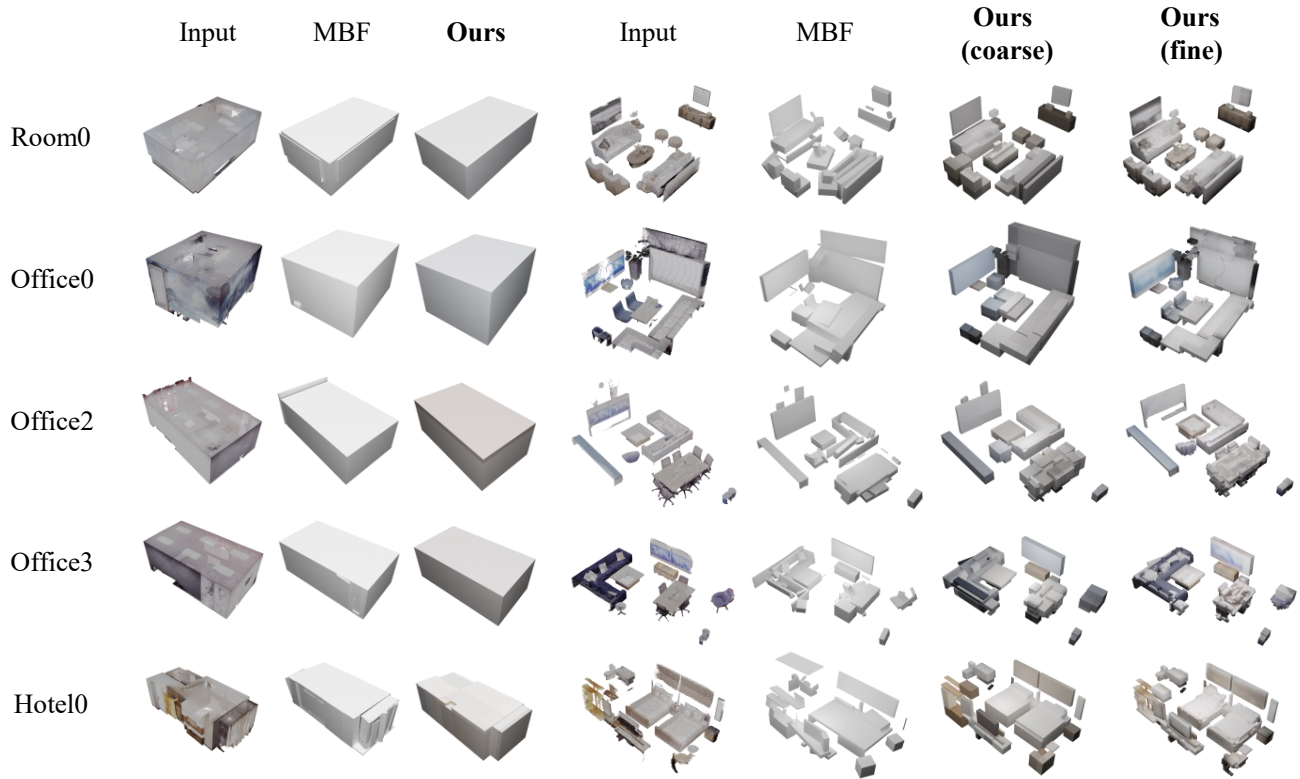 Input MBF Ours Input MBF Ours (coarse) Ours (fine)
Room0
Office0
Office2
Office3
Hotel0